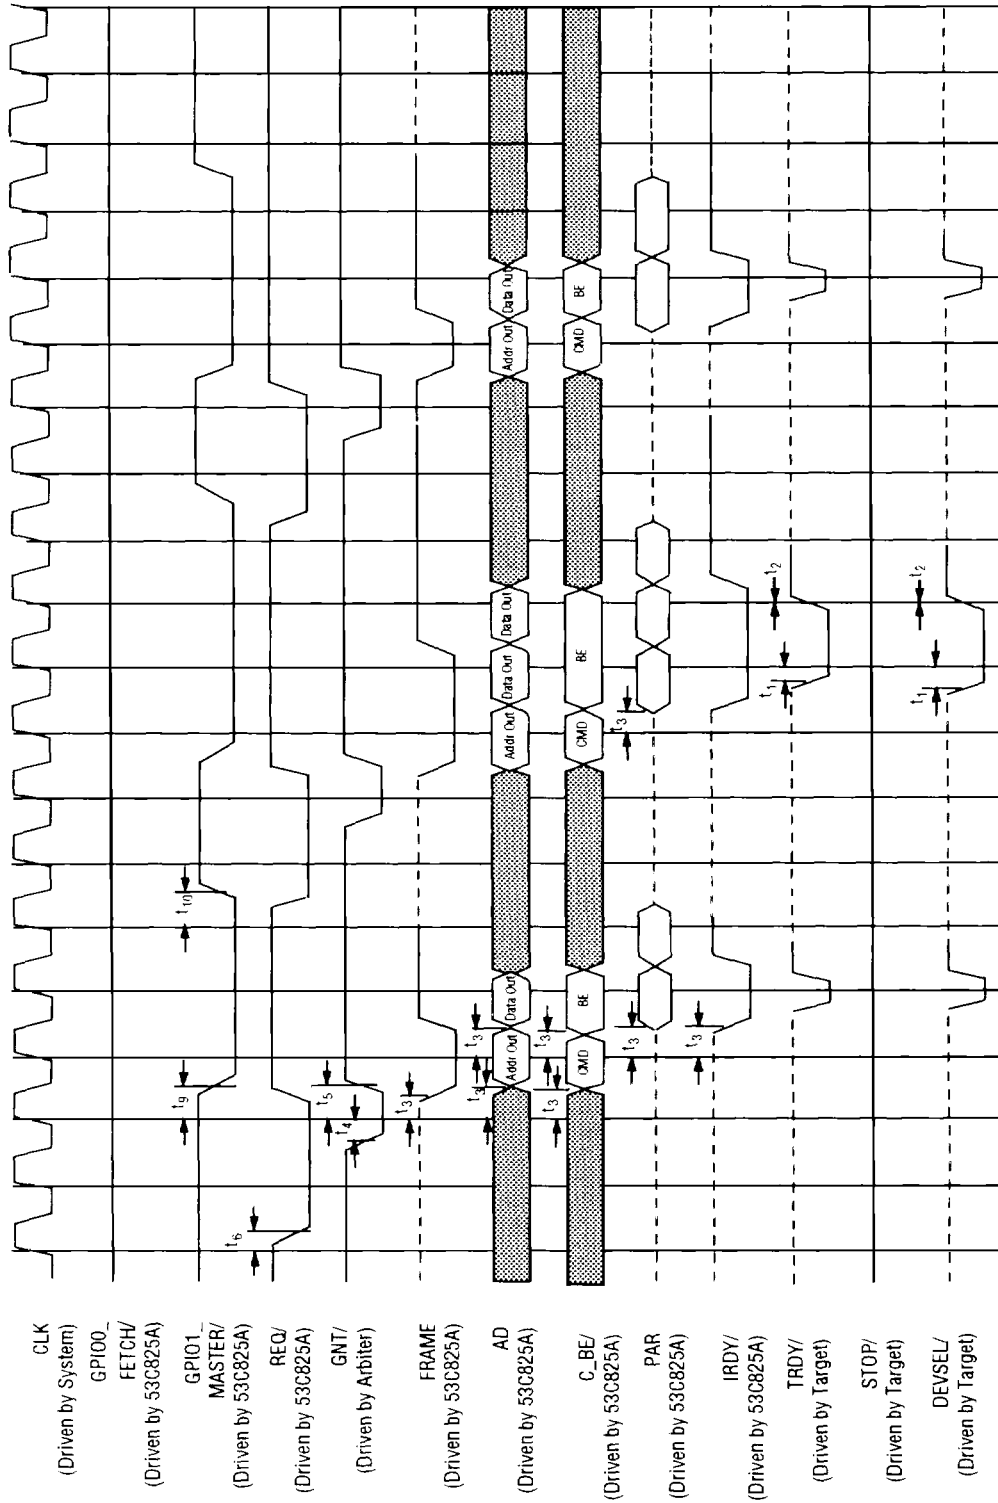 CLK
(Driven by System)
GPIO0_
FETCH/
(Driven by 53C825A)
GPIO1_
MASTER/
(Driven by 53C825A)
REQ/
(Driven by 53C825A)
GNT/
(Driven by Arbiter)
FRAME
(Driven by 53C825A)
AD
(Driven by 53C825A)
C_BE/
(Driven by 53C825A)
PAR
(Driven by 53C825A)
IRDY/
(Driven by 53C825A)
TRDY/
(Driven by Target)
STOP/
(Driven by Target)
DEVSEL/
(Driven by Target)
t9
t10
t6
t5
t4
t3
t3
Addr Out
t3
Data Out
Addr Out
Data Out
Data Out
Addr Out
Data Out
t3
CMD
t3
BE
CMD
BE
CMD
BE
t3
t3
t3
t1
t2
t1
t2